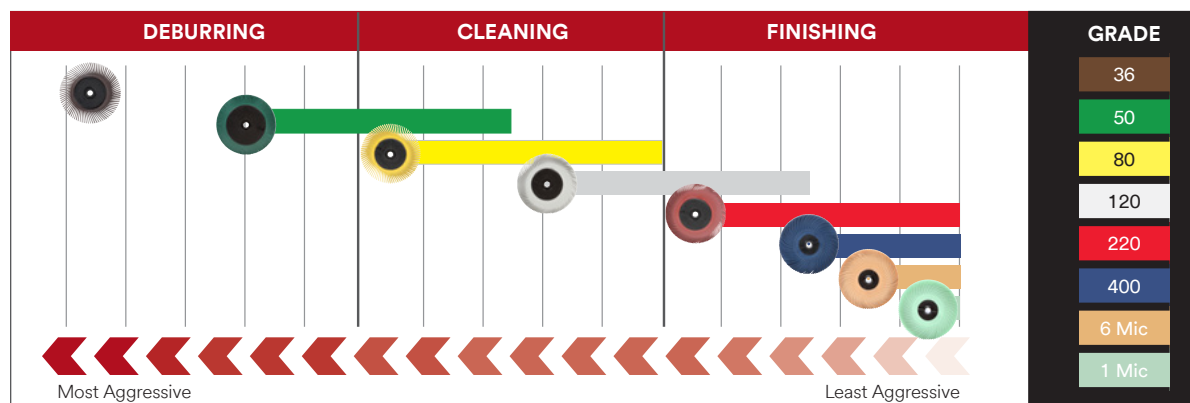 DEBURRING
CLEANING
FINISHING
GRADE
36
50
80
120
220
400
6 Mic
1 Mic
Most Aggressive
Least Aggressive